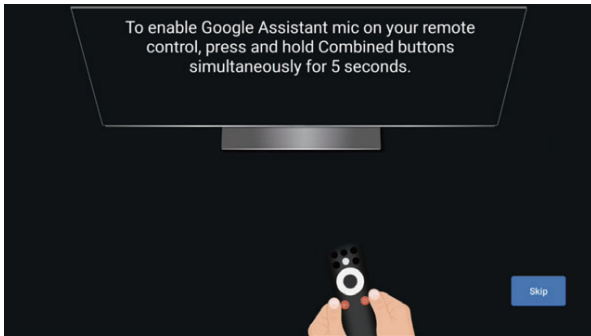 To enable Google Assistant mic on your remote
control, press and hold Combined buttons
simultaneously for 5 seconds.
Skip